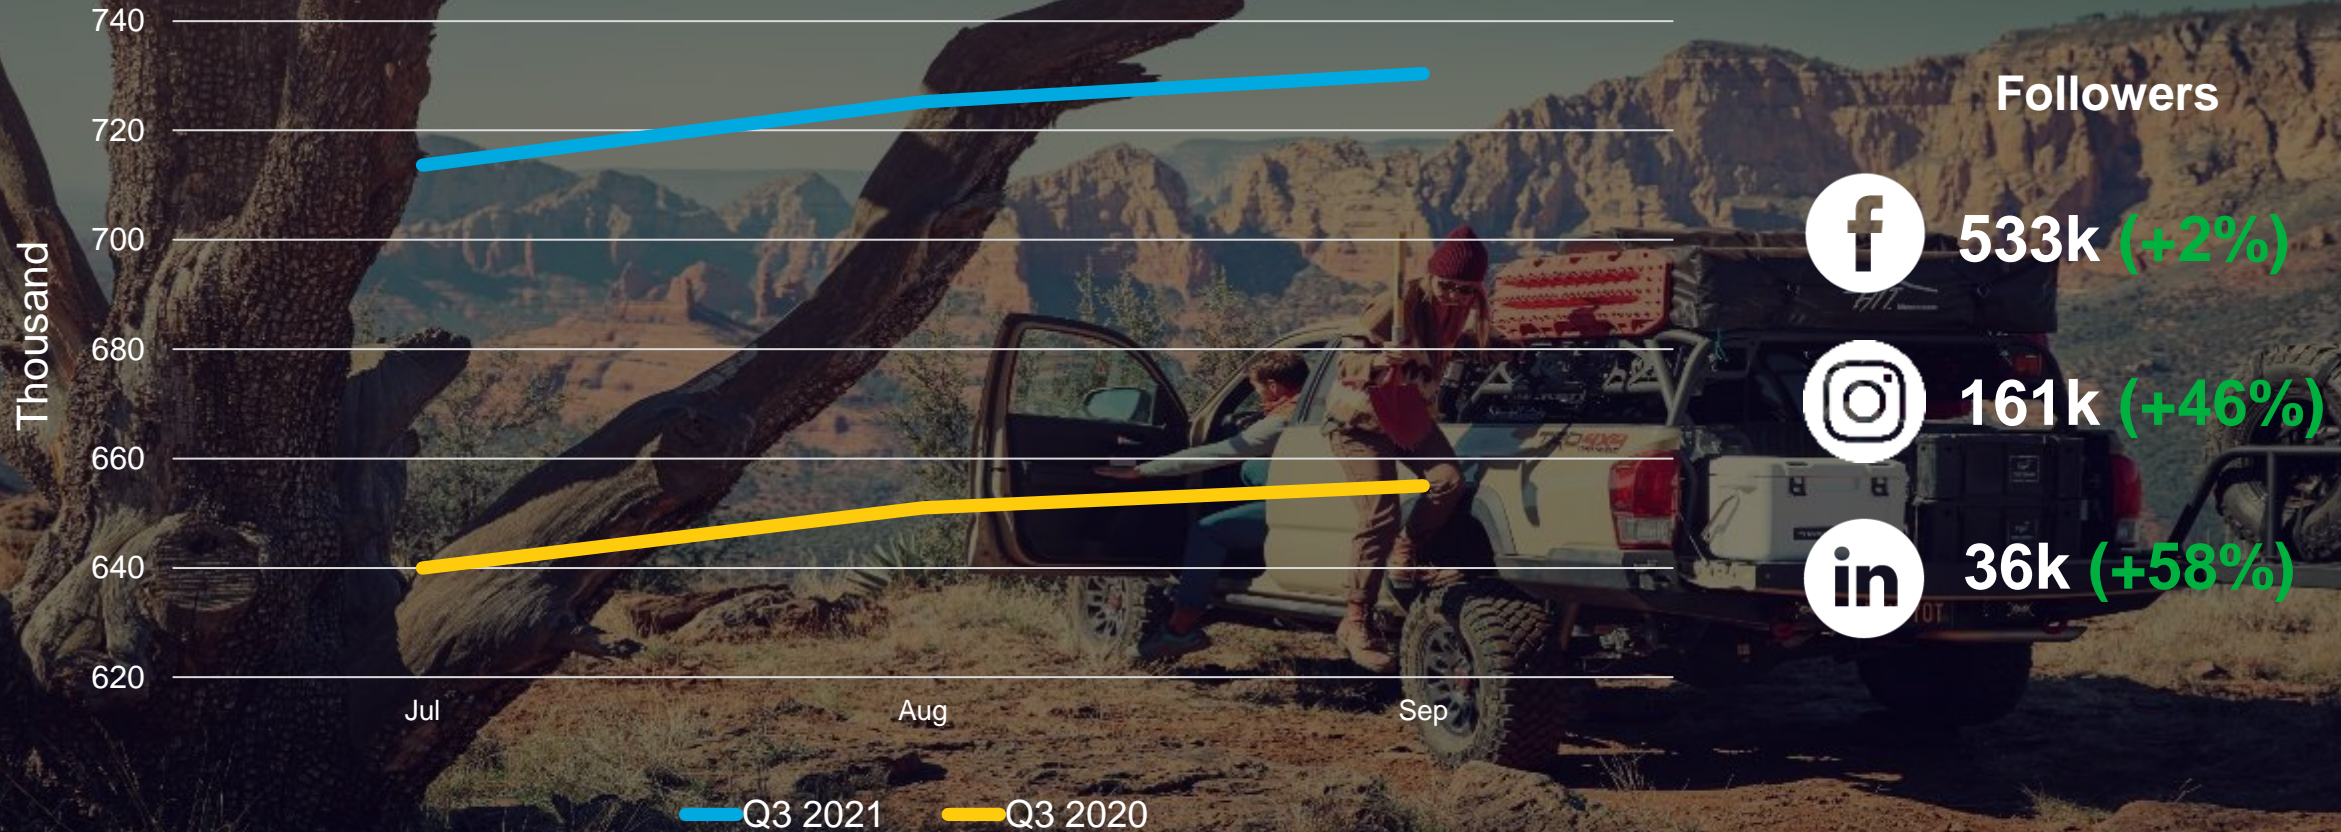 740
720
700
680
660
640
620
Thousand
Jul Aug Sep
Q3 2021 Q3 2020
Followers
533k (+2%)
161k (+46%)
in 36k (+58%)